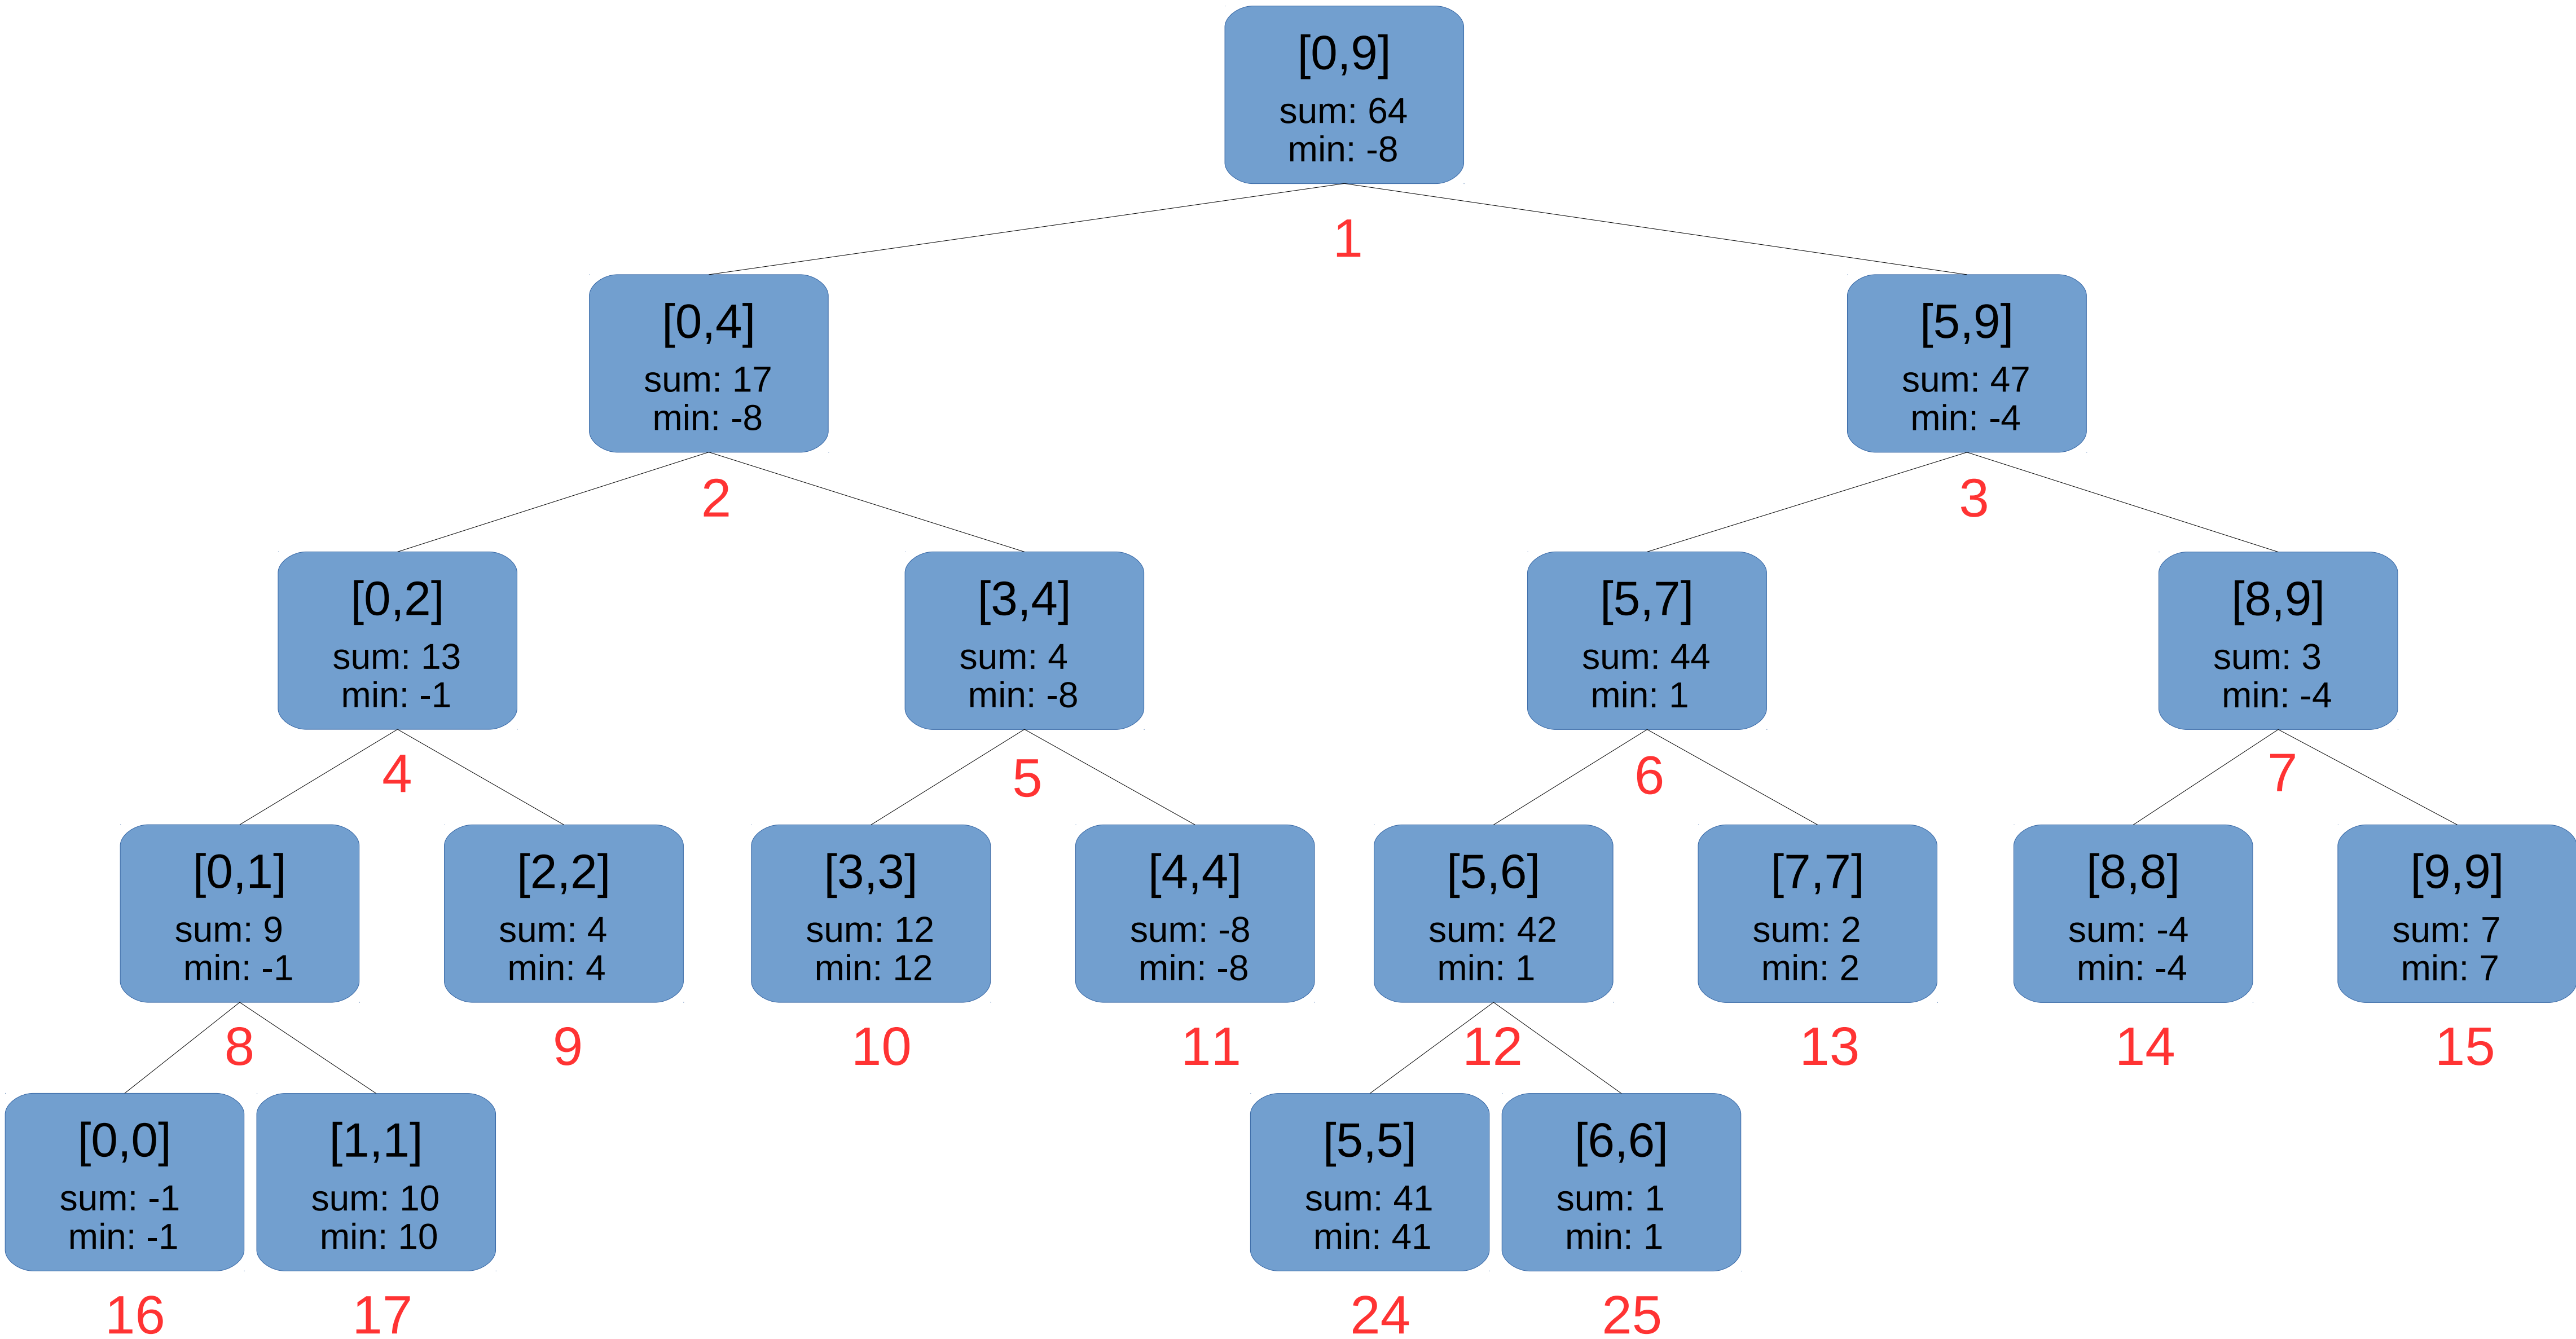 [0,9]
sum: 64
min: -8
1
[0,4]
sum: 17
min: -8
[5,9]
sum: 47
min: -4
2
3
[0,2]
sum: 13
min: -1
[3,4]
sum: 4
min: -8
[5,7]
sum: 44
min: 1
[8,9]
sum: 3
min: -4
4
5
6
7
[0,1]
sum: 9
min: -1
[2,2]
sum: 4
min: 4
[3,3]
sum: 12
min: 12
[4,4]
sum: -8
min: -8
[5,6]
sum: 42
min: 1
[7,7]
sum: 2
min: 2
[8,8]
sum: -4
min: -4
[9,9]
sum: 7
min: 7
8
9
10
11
12
13
14
15
[0,0]
sum: -1
min: -1
[1,1]
sum: 10
min: 10
[5,5]
sum: 41
min: 41
[6,6]
sum: 1
min: 1
16
17
24
25